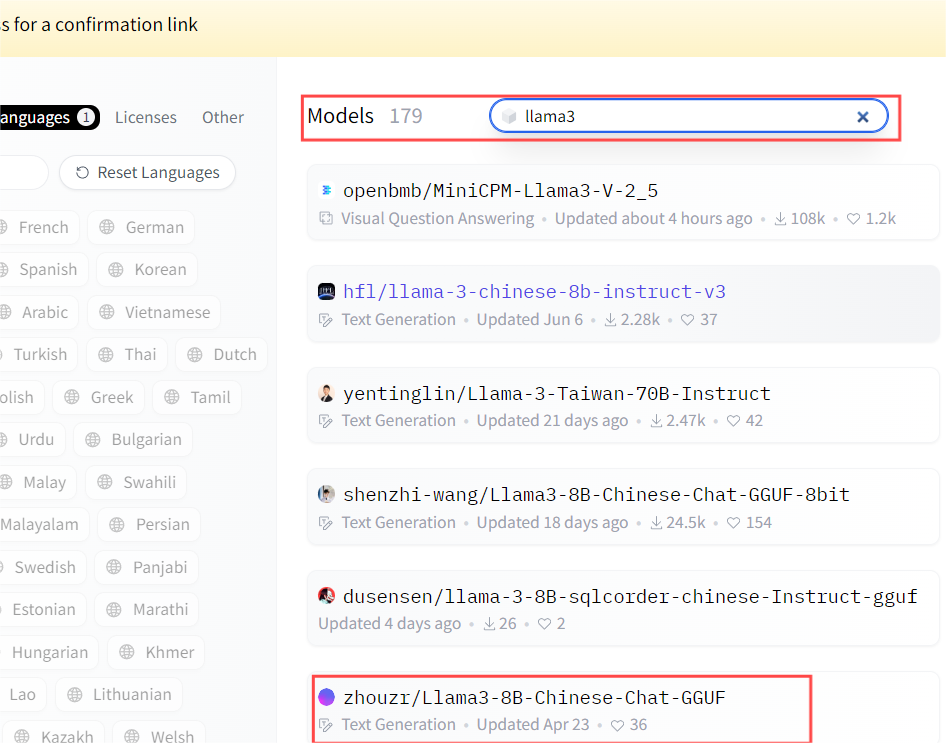 s for a confirmation link
anguages 1 Licenses Other
Reset Languages
French German
Spanish Korean
Arabic Vietnamese
Turkish Thai Dutch
olish Greek Tamil
Urdu Bulgarian
Malay Swahili
Malayalam Persian
Swedish Panjabi
Estonian Marathi
Hungarian Khmer
Lao Lithuanian
Kazakh Welsh
Models 179 llama3
openbmb/MiniCPM-Llama3-V-2_5
Visual Question Answering • Updated about 4 hours ago • 108k • 1.2k
hfl/llama-3-chinese-8b-instruct-v3
Text Generation • Updated Jun 6 • 2.28k • 37
yentinglin/Llama-3-Taiwan-70B-Instruct
Text Generation • Updated 21 days ago • 2.47k • 42
shenzhi-wang/Llama3-8B-Chinese-Chat-GGUF-8bit
Text Generation • Updated 18 days ago • 24.5k • 154
dusensen/llama-3-8B-sqlcorder-chinese-Instruct-gguf
Updated 4 days ago • 26 • 2
zhouzr/Llama3-8B-Chinese-Chat-GGUF
Text Generation • Updated Apr 23 • 36